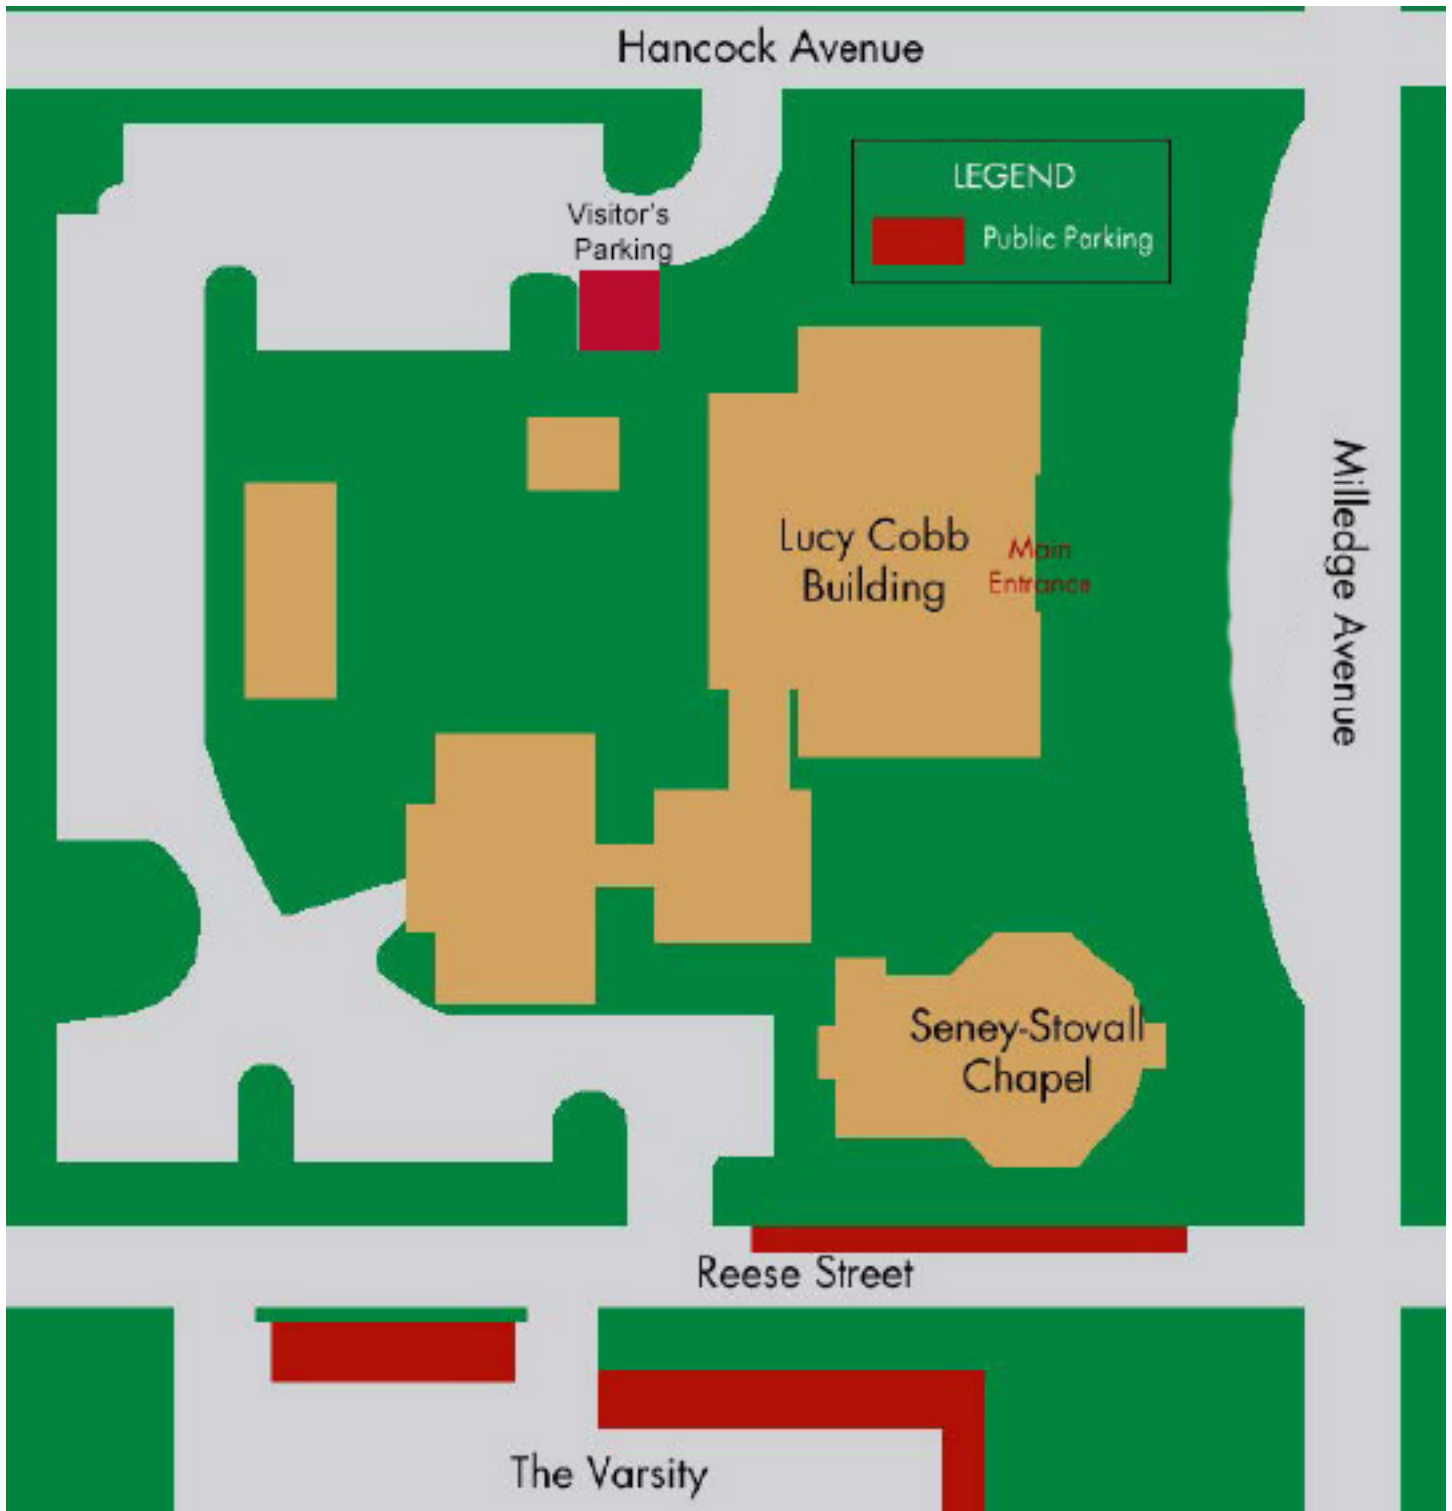 Hancock Avenue
LEGEND
Public Parking
Visitor's
Parking
Lucy Cobb
Building
Main
Entrance
Milledge Avenue
Seney-Stovall
Chapel
Reese Street
The Varsity